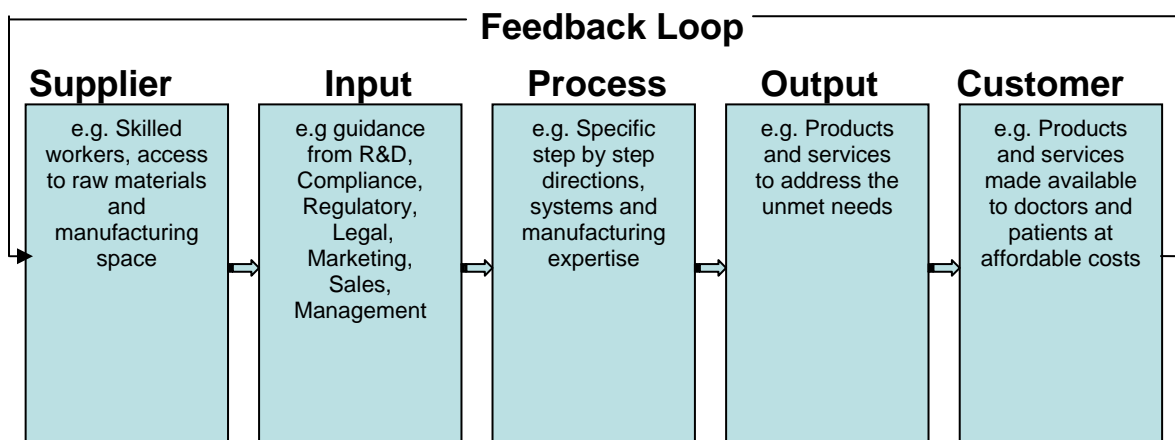 Feedback Loop
Supplier
e.g. Skilled
workers, access
to raw materials
and
manufacturing
space
Input
e.g guidance
from R&D,
Compliance,
Regulatory,
Legal,
Marketing,
Sales,
Management
Process
e.g. Specific
step by step
directions,
systems and
manufacturing
expertise
Output
e.g. Products
and services
to address the
unmet needs
Customer
e.g. Products
and services
made available
to doctors and
patients at
affordable costs